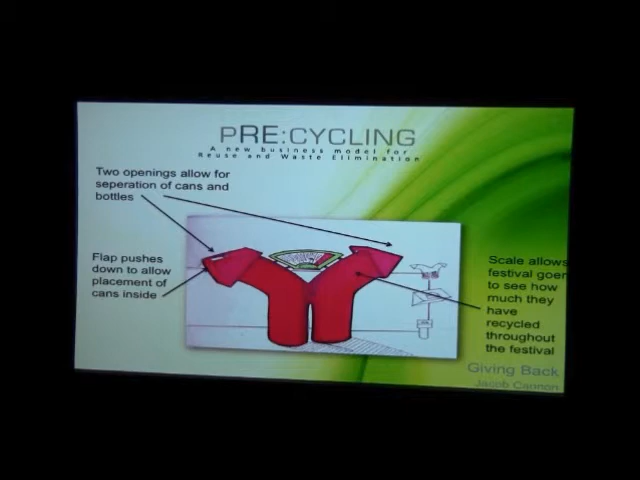 PRE:CYCLING
A new business model for
Reuse and Waste Elimination
Two openings allow for
seperation of cans and
bottles
Flap pushes
down to allow
placement of
cans inside
Scale allows
festival goer
to see how
much they
have
recycled
throughout
the festival
Giving Back
Jacob Cannon